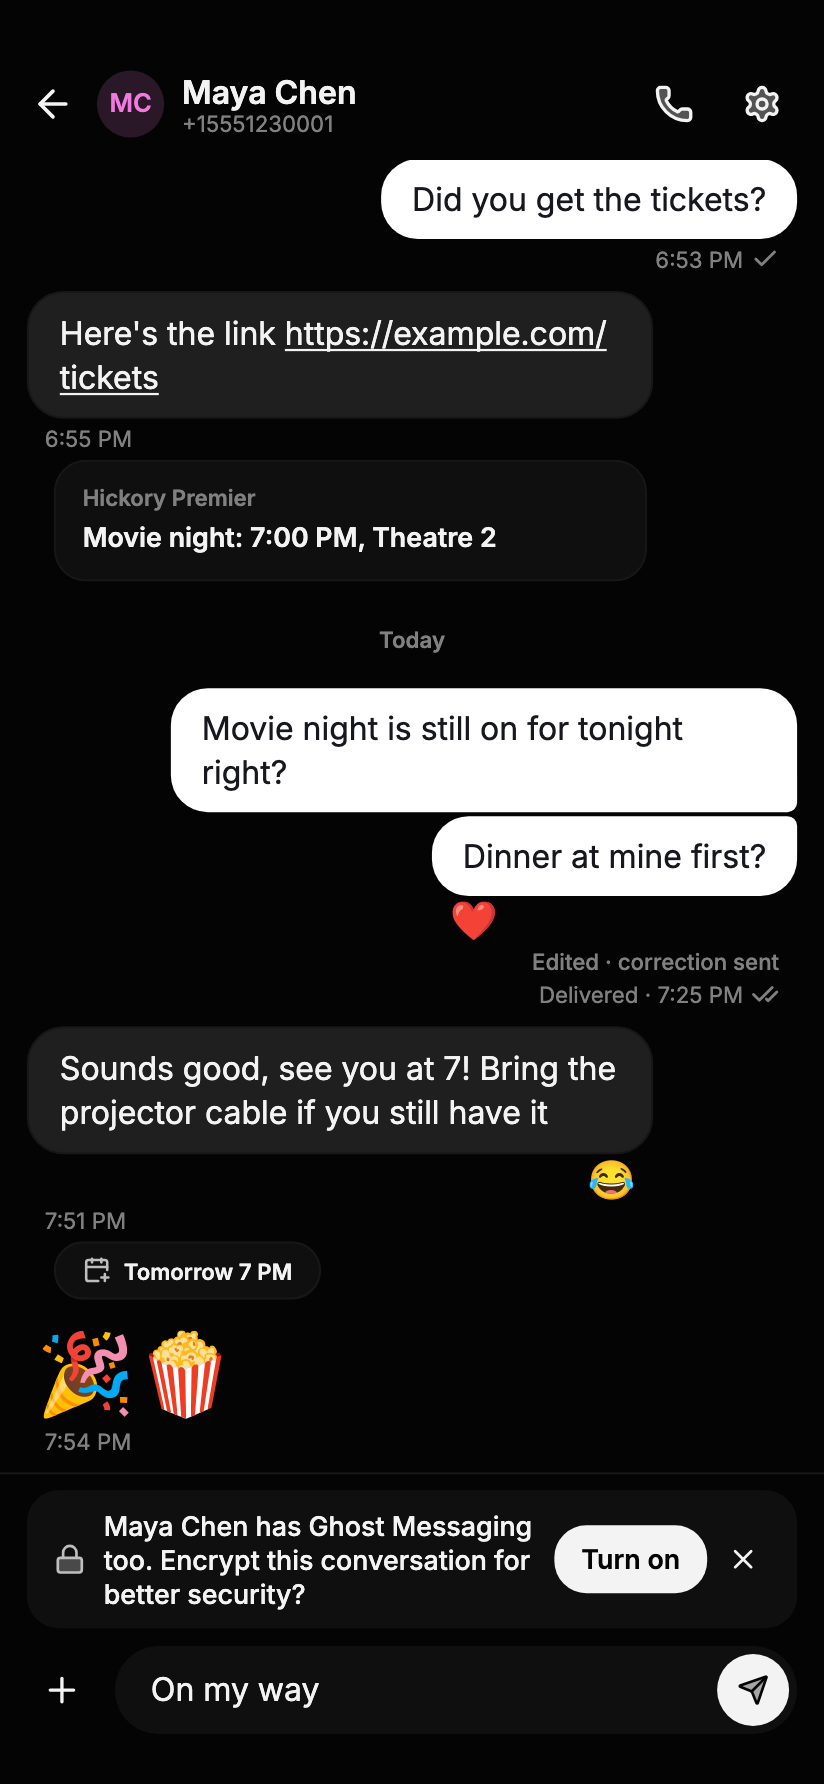 MC
Maya Chen
+15551230001
Did you get the tickets?
6:53 PM
Here's the link https://example.com/
tickets
6:55 PM
Hickory Premier
Movie night: 7:00 PM, Theatre 2
Today
Movie night is still on for tonight
right?
Dinner at mine first?
❤️
Edited · correction sent
Delivered · 7:25 PM
Sounds good, see you at 7! Bring the
projector cable if you still have it
😂
7:51 PM
Tomorrow 7 PM
🎉🍿
7:54 PM
Maya Chen has Ghost Messaging
too. Encrypt this conversation for
better security?
Turn on
On my way